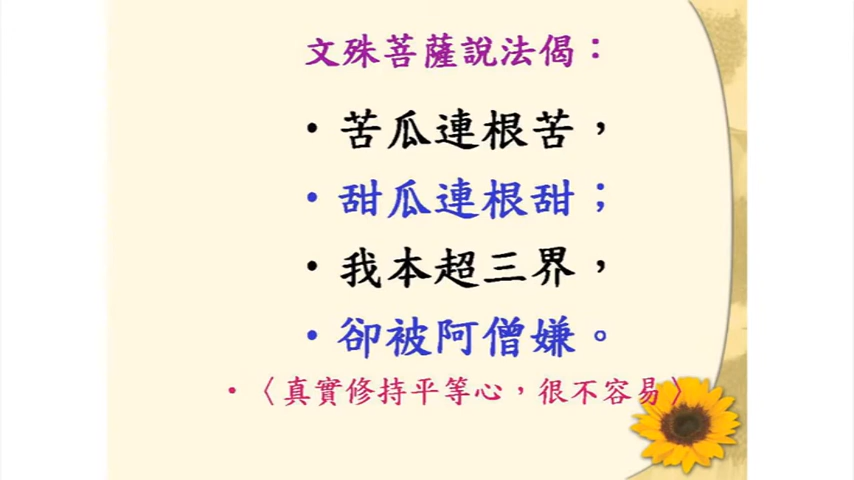 文殊菩薩說法偈：
•苦瓜連根苦，
•甜瓜連根甜；
•我本超三界，
•卻被阿僧嫌。
•〈真實修持平等心，很不容易〉